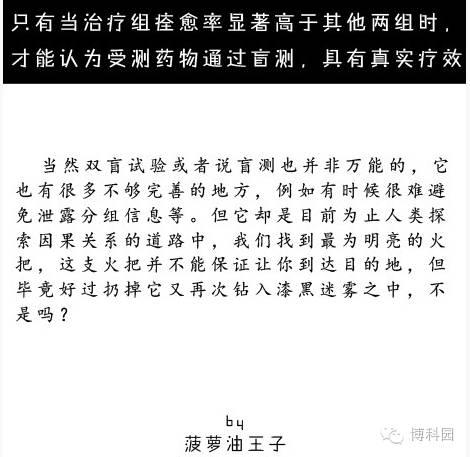 只有当治疗组痊愈率显著高于其他两组时，
才能认为受测药物通过盲测，具有真实疗效
当然双盲试验或者说盲测也并非万能的，它
也有很多不够完善的地方，例如有时候很难避
免泄露分组信息等。但它却是目前为止人类探
索因果关系的道路中，我们找到最为明亮的火
把，这支火把并不能保证让你到达目的地，但
毕竟好过扔掉它又再次钻入漆黑迷雾之中，不
是吗？
by
菠萝油王子
博科园